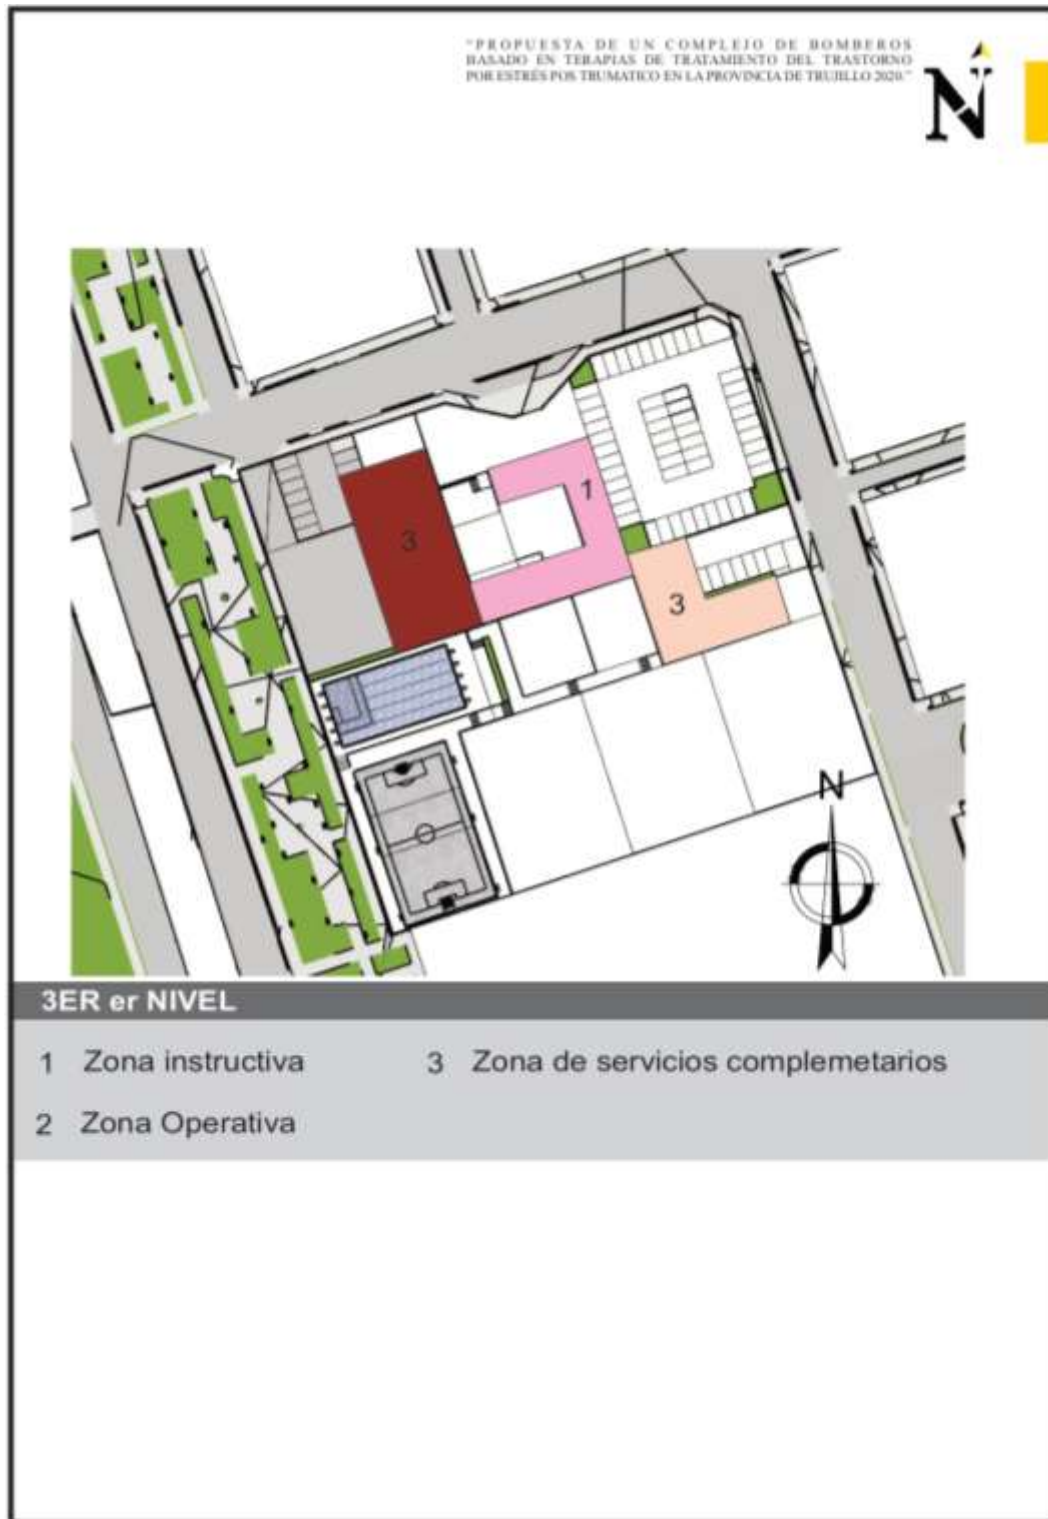 "PROPUESTA DE UN COMPLEJO DE BOMBEROS
BASADO EN TERAPIAS DE TRATAMIENTO DEL TRASTORNO
POR ESTRÉS POS TRUMATICO EN LA PROVINCIA DE TRUJILLO 2020."
N
1
3
3
N
3ER er NIVEL
1 Zona instructiva
3 Zona de servicios complemetarios
2 Zona Operativa